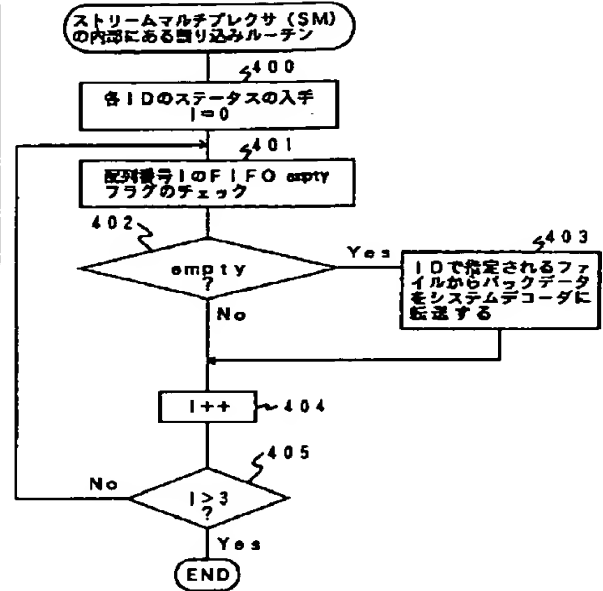 ストリームマルチプレクサ(SM)
の内部にある割り込みルーチン
400
各IDのステータスの入手
I=0
401
配列番号IのFIFO empty
フラグのチェック
402
empty
?
Yes
No
403
IDで指定されるファ
イルからパックデータ
をシステムデコーダに
転送する
I++
404
405
No
I>3
?
Yes
END